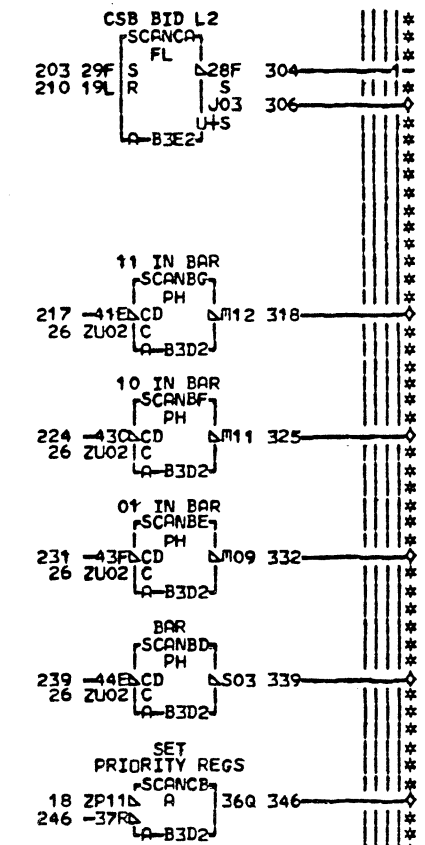 CSB BID L2
SCANCA
FL
203 29F S 28F 304
210 19L R S
J03 306
U+S
A B3E2
11 IN BAR
SCANBG
PH
217 -41E CD M12 318
26 ZU02 C
A B3D2
10 IN BAR
SCANBF
PH
224 -43C CD M11 325
26 ZU02 C
A B3D2
01 IN BAR
SCANBE
PH
231 -43F CD M09 332
26 ZU02 C
A B3D2
BAR
SCANBD
PH
239 -44E CD S03 339
26 ZU02 C
A B3D2
SET
PRIORITY REGS
SCANCB
18 ZP11 A 36Q 346
246 -37R
A B3D2